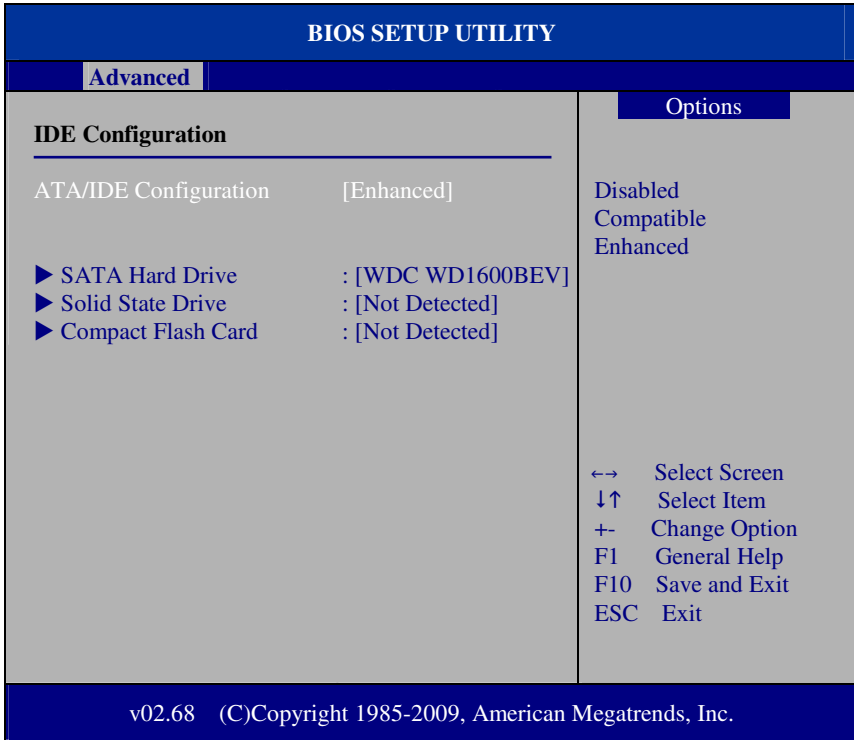 BIOS SETUP UTILITY
Advanced
IDE Configuration
ATA/IDE Configuration [Enhanced]
▶ SATA Hard Drive : [WDC WD1600BEV]
▶ Solid State Drive : [Not Detected]
▶ Compact Flash Card : [Not Detected]
Options
Disabled
Compatible
Enhanced
←→ Select Screen
↓↑ Select Item
+- Change Option
F1 General Help
F10 Save and Exit
ESC Exit
v02.68 (C)Copyright 1985-2009, American Megatrends, Inc.